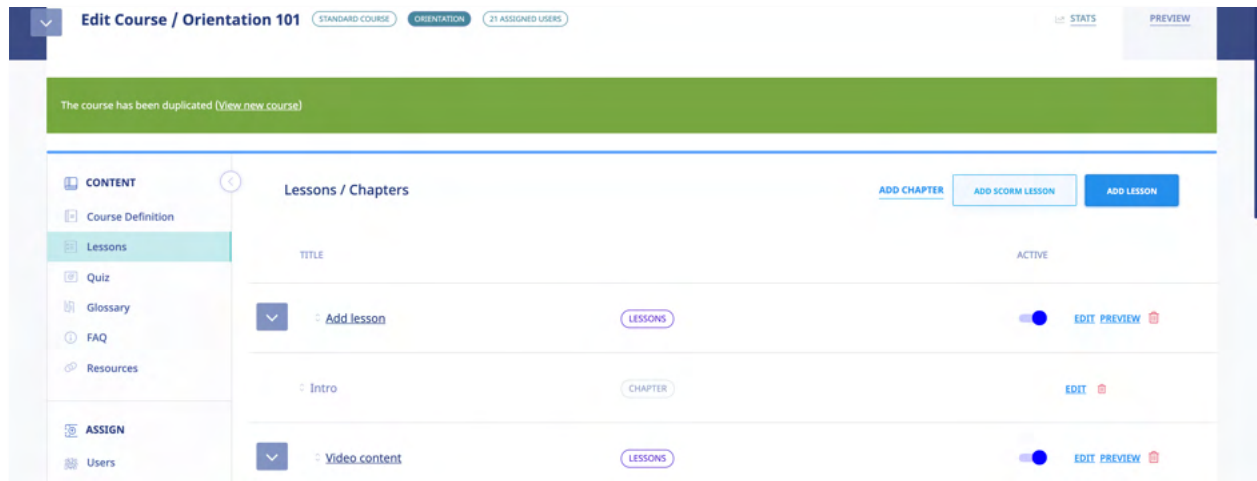 Edit Course / Orientation 101 STANDARD COURSE ORIENTATION 21 ASSIGNED USERS STATS PREVIEW
The course has been duplicated (View new course)
CONTENT
Course Definition
Lessons
Quiz
Glossary
FAQ
Resources
ASSIGN
Users
Lessons / Chapters ADD CHAPTER ADD SCORM LESSON ADD LESSON
TITLE ACTIVE
Add lesson LESSONS EDIT PREVIEW
Intro CHAPTER EDIT
Video content LESSONS EDIT PREVIEW